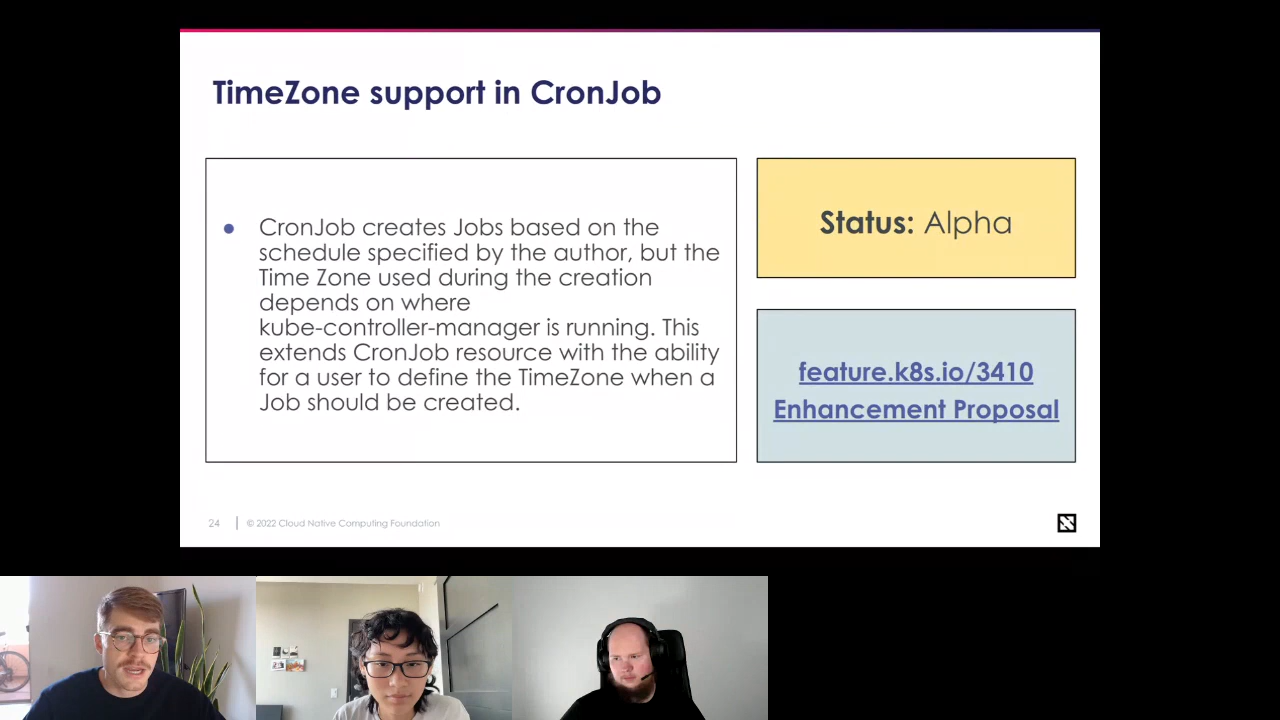 TimeZone support in CronJob
● CronJob creates Jobs based on the
schedule specified by the author, but the
Time Zone used during the creation
depends on where
kube-controller-manager is running. This
extends CronJob resource with the ability
for a user to define the TimeZone when a
Job should be created.
Status: Alpha
feature.k8s.io/3410
Enhancement Proposal
24 | © 2022 Cloud Native Computing Foundation